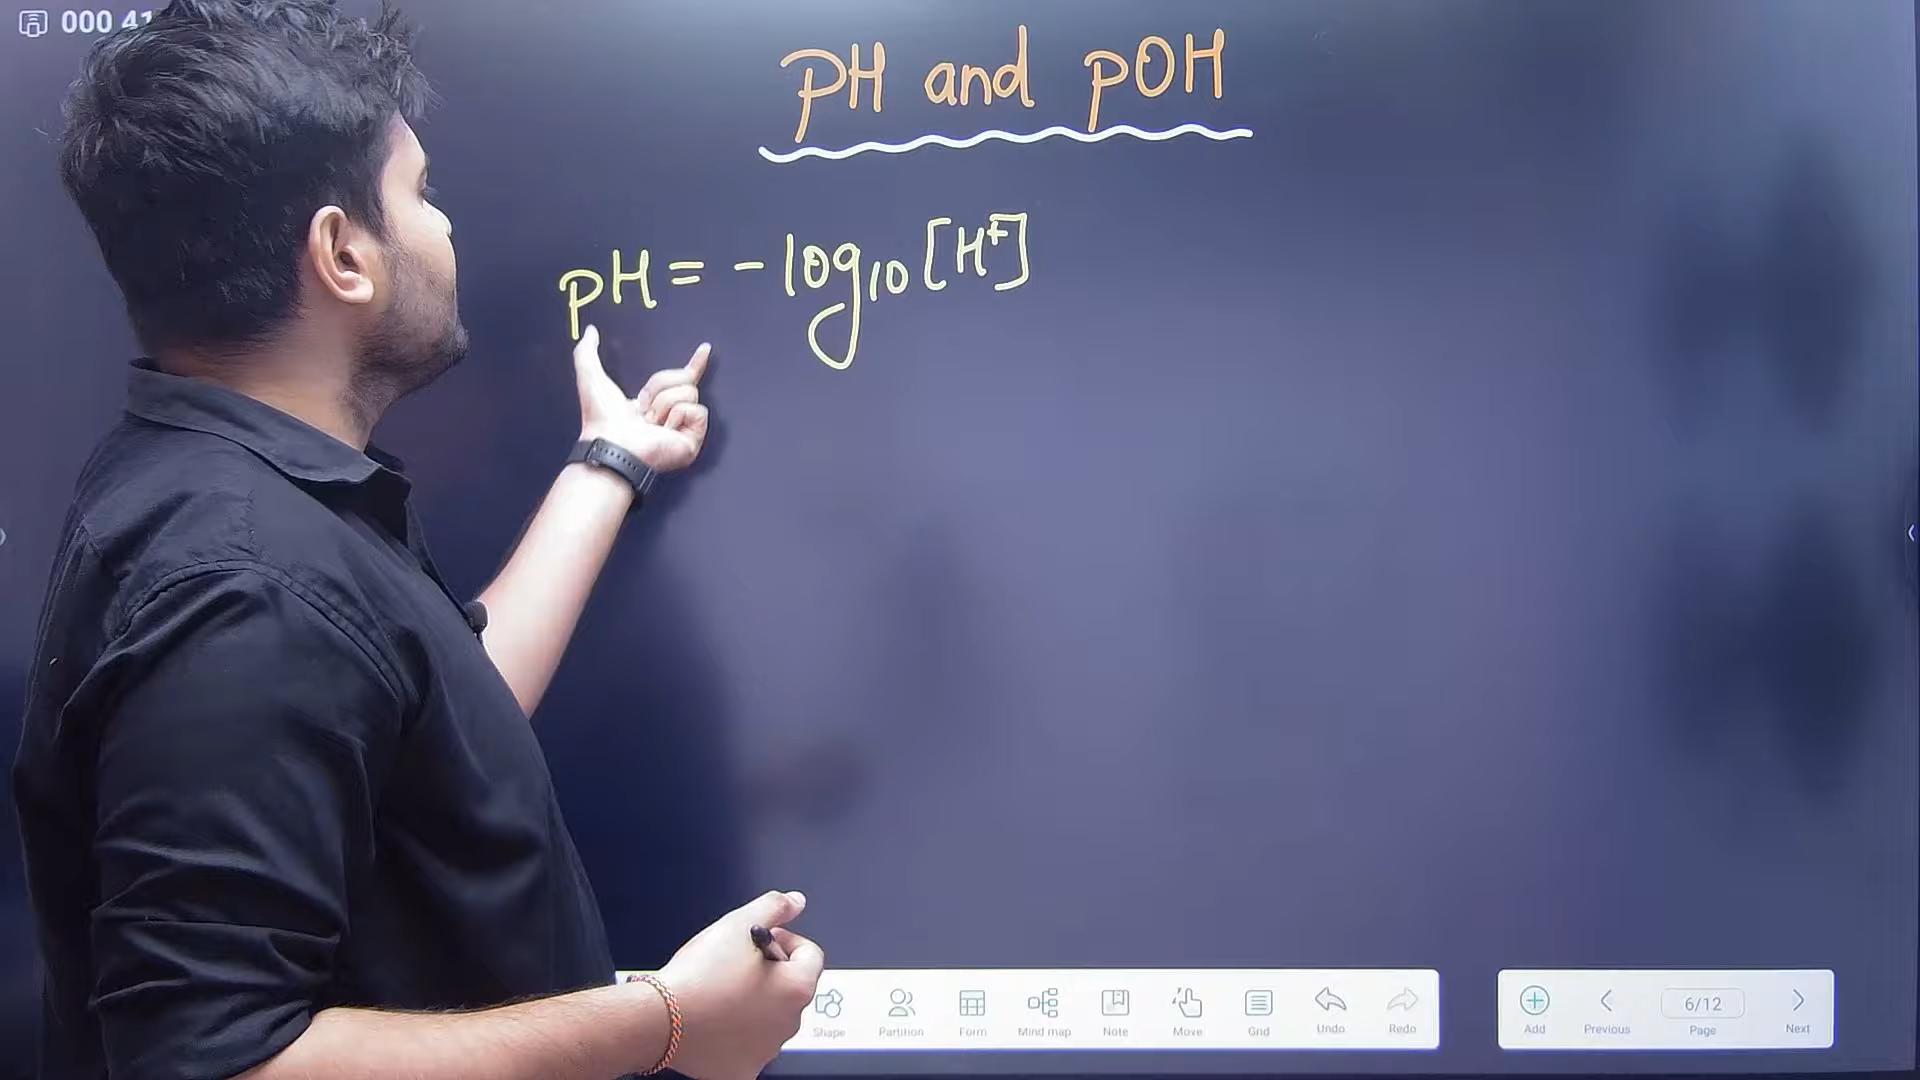 000 41
pH and pOH
pH = -log₁₀[H⁺]
Shape Partition Form Mind map Note Move Grid Undo Redo Add Previous 6/12 Page Next